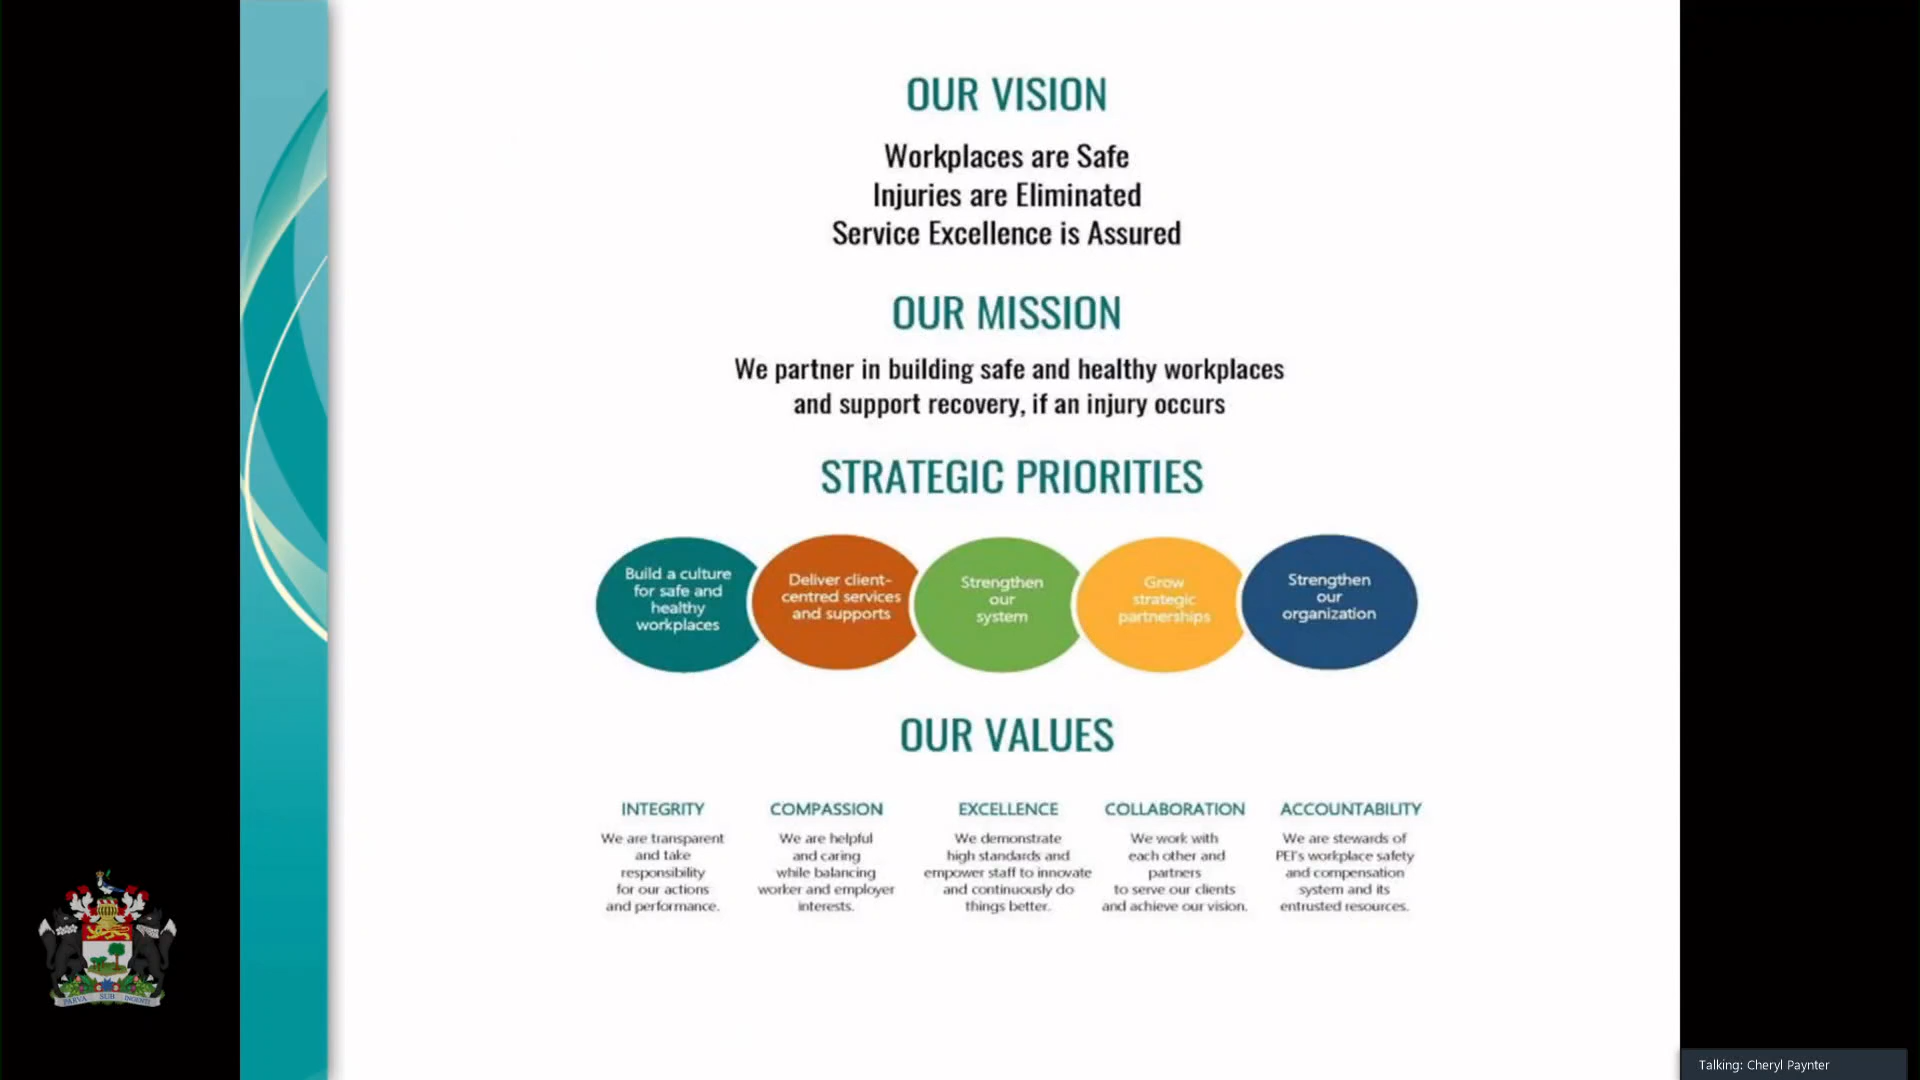 OUR VISION
Workplaces are Safe
Injuries are Eliminated
Service Excellence is Assured
OUR MISSION
We partner in building safe and healthy workplaces
and support recovery, if an injury occurs
STRATEGIC PRIORITIES
Build a culture
for safe and
healthy
workplaces
Deliver client-
centred services
and supports
Strengthen
our
system
Grow
strategic
partnerships
Strengthen
our
organization
OUR VALUES
INTEGRITY
We are transparent
and take
responsibility
for our actions
and performance.
COMPASSION
We are helpful
and caring
while balancing
worker and employer
interests.
EXCELLENCE
We demonstrate
high standards and
empower staff to innovate
and continuously do
things better.
COLLABORATION
We work with
each other and
partners
to serve our clients
and achieve our vision.
ACCOUNTABILITY
We are stewards of
PEI's workplace safety
and compensation
system and its
entrusted resources.
PARVA SUB INGENTI
Talking: Cheryl Paynter